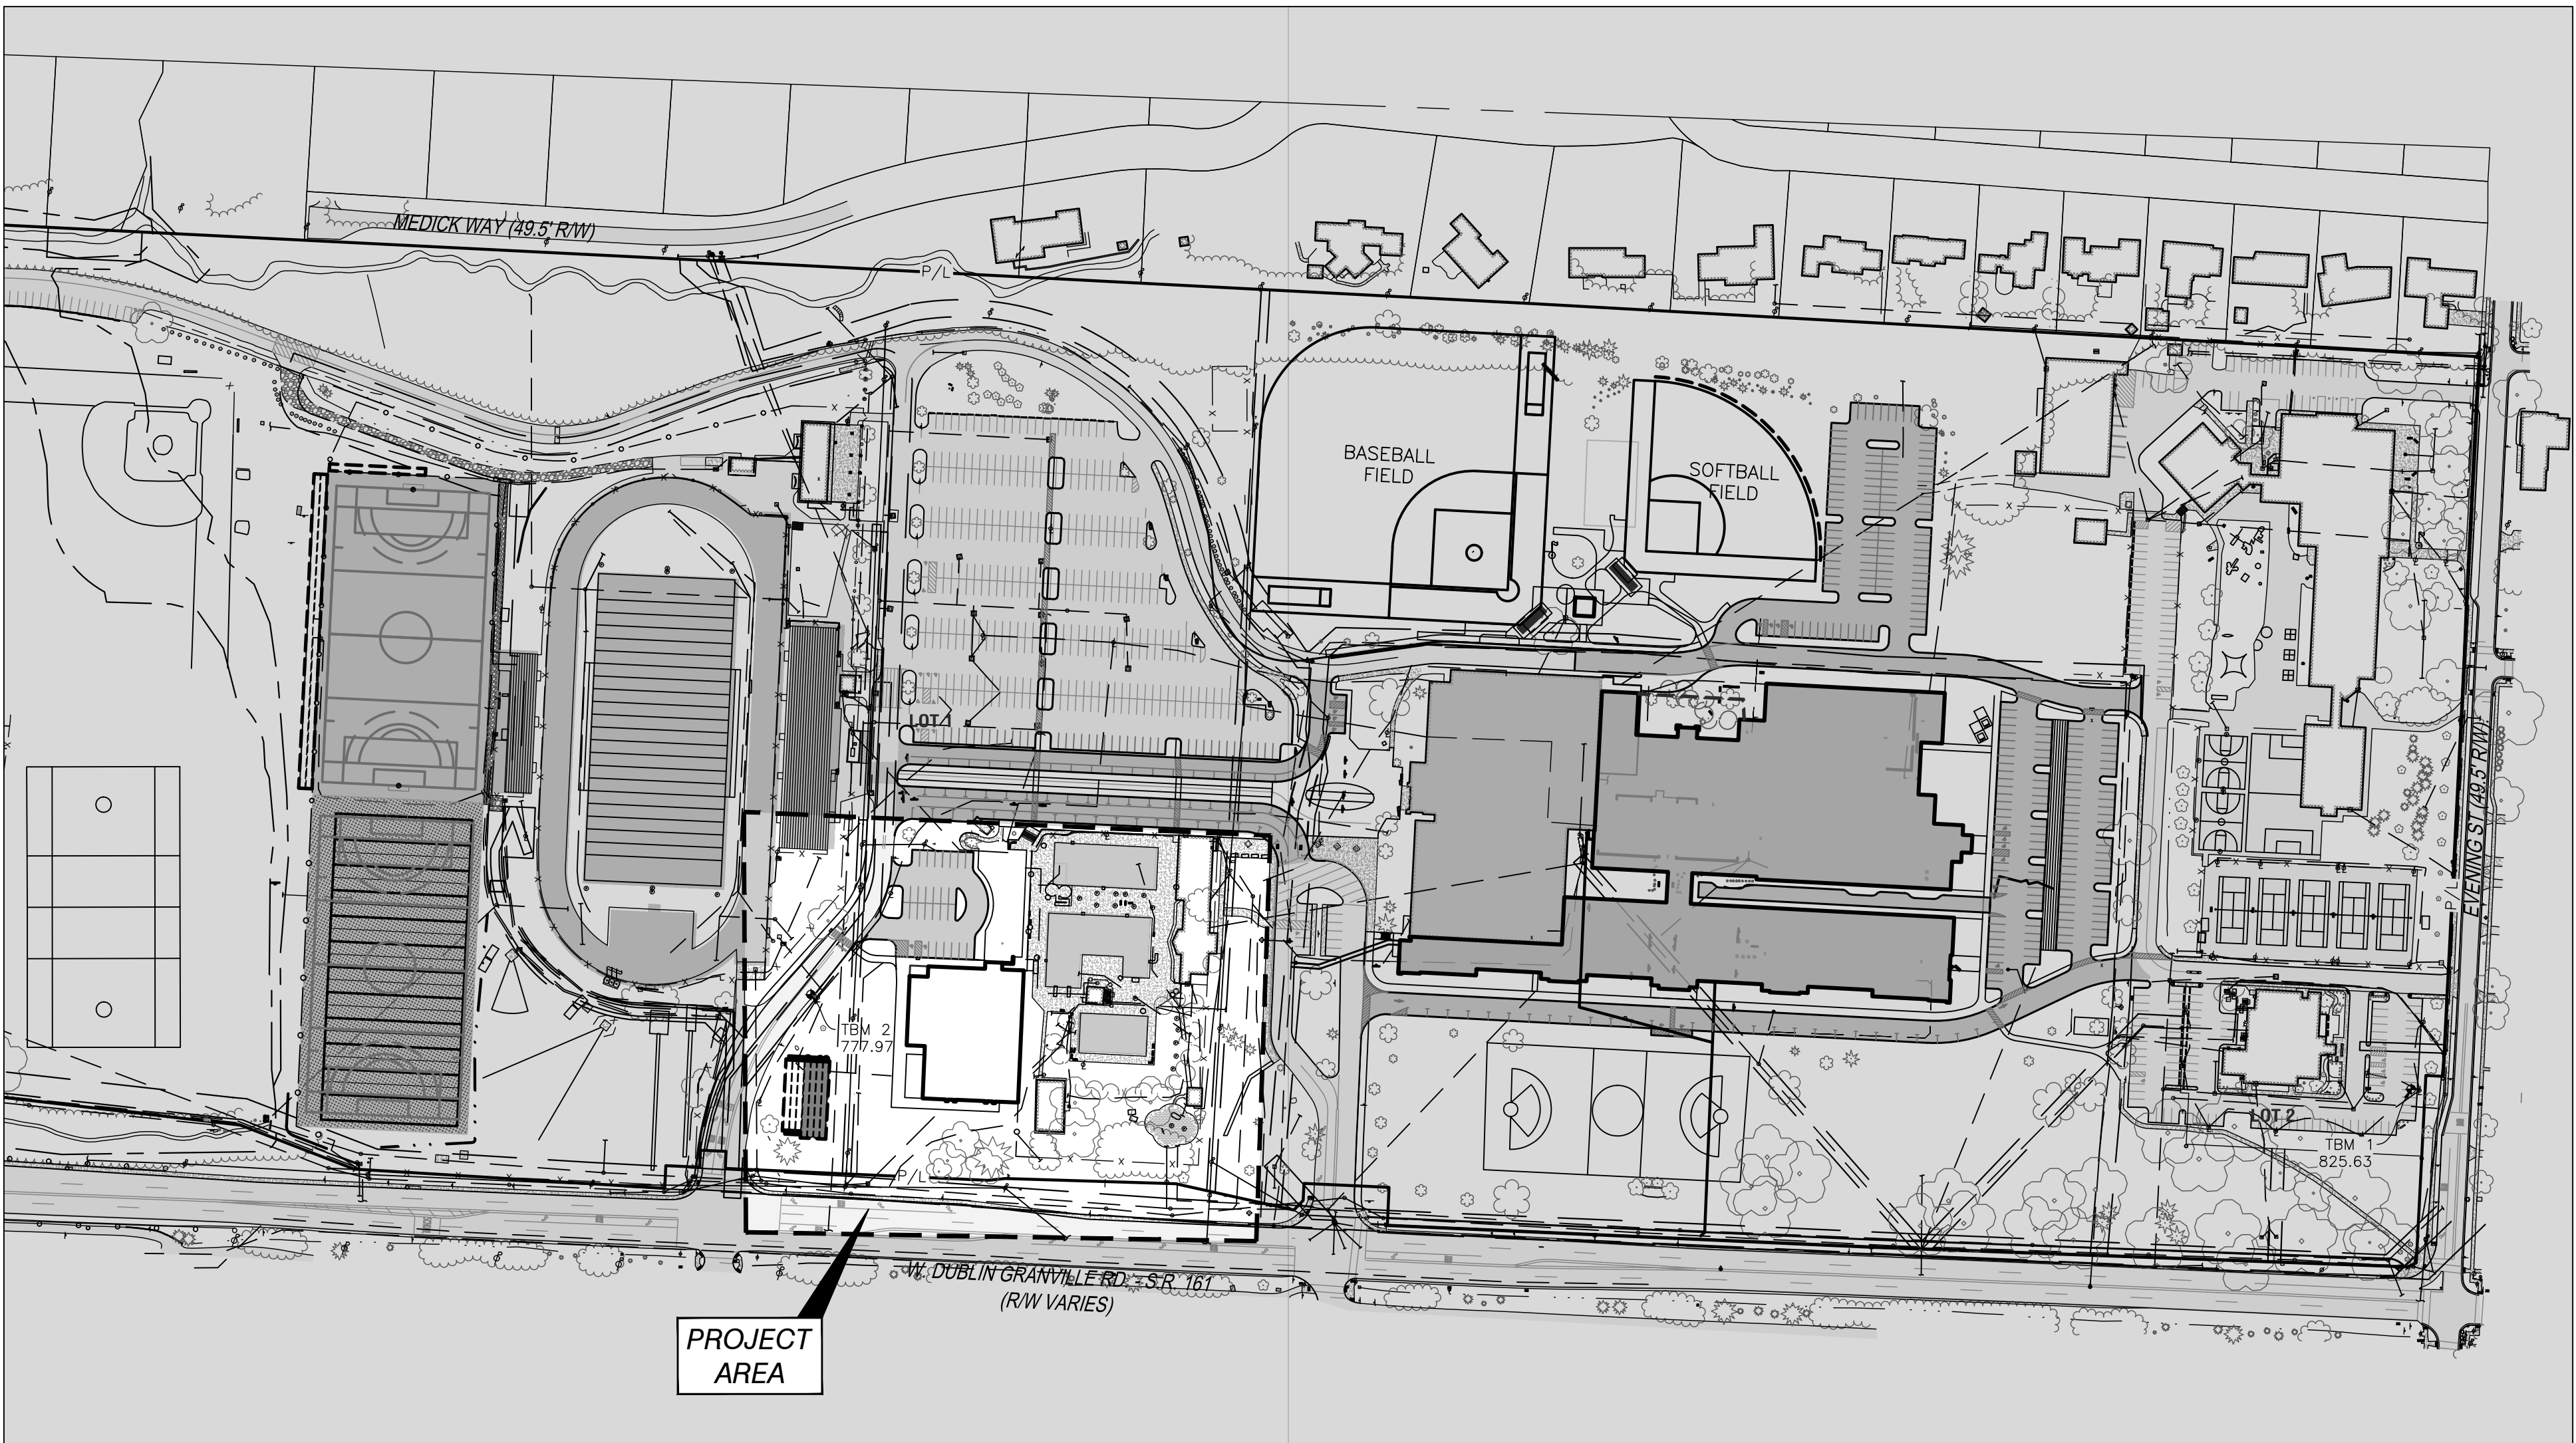 MEDICK WAY (49.5' R/W)
P/L
BASEBALL
FIELD
SOFTBALL
FIELD
LOT 1
EVENING ST (49.5' R/W)
P/L
TBM 2
777.97
LOT 2
TBM 1
825.63
P/L
W. DUBLIN GRANVILLE RD. - S.R. 161
(R/W VARIES)
PROJECT
AREA